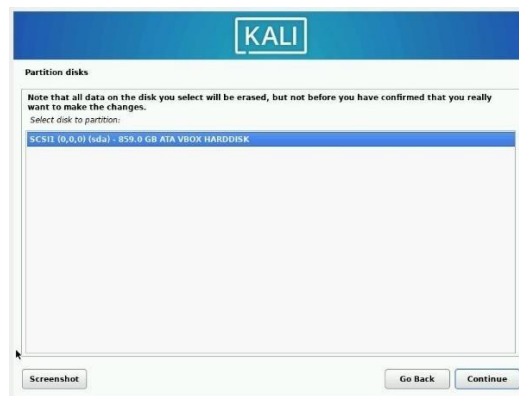 KALI
Partition disks
Note that all data on the disk you select will be erased, but not before you have confirmed that you really
want to make the changes.
Select disk to partition:
SCSI1 (0,0,0) (sda) - 859.0 GB ATA VBOX HARDDISK
Screenshot
Go Back
Continue